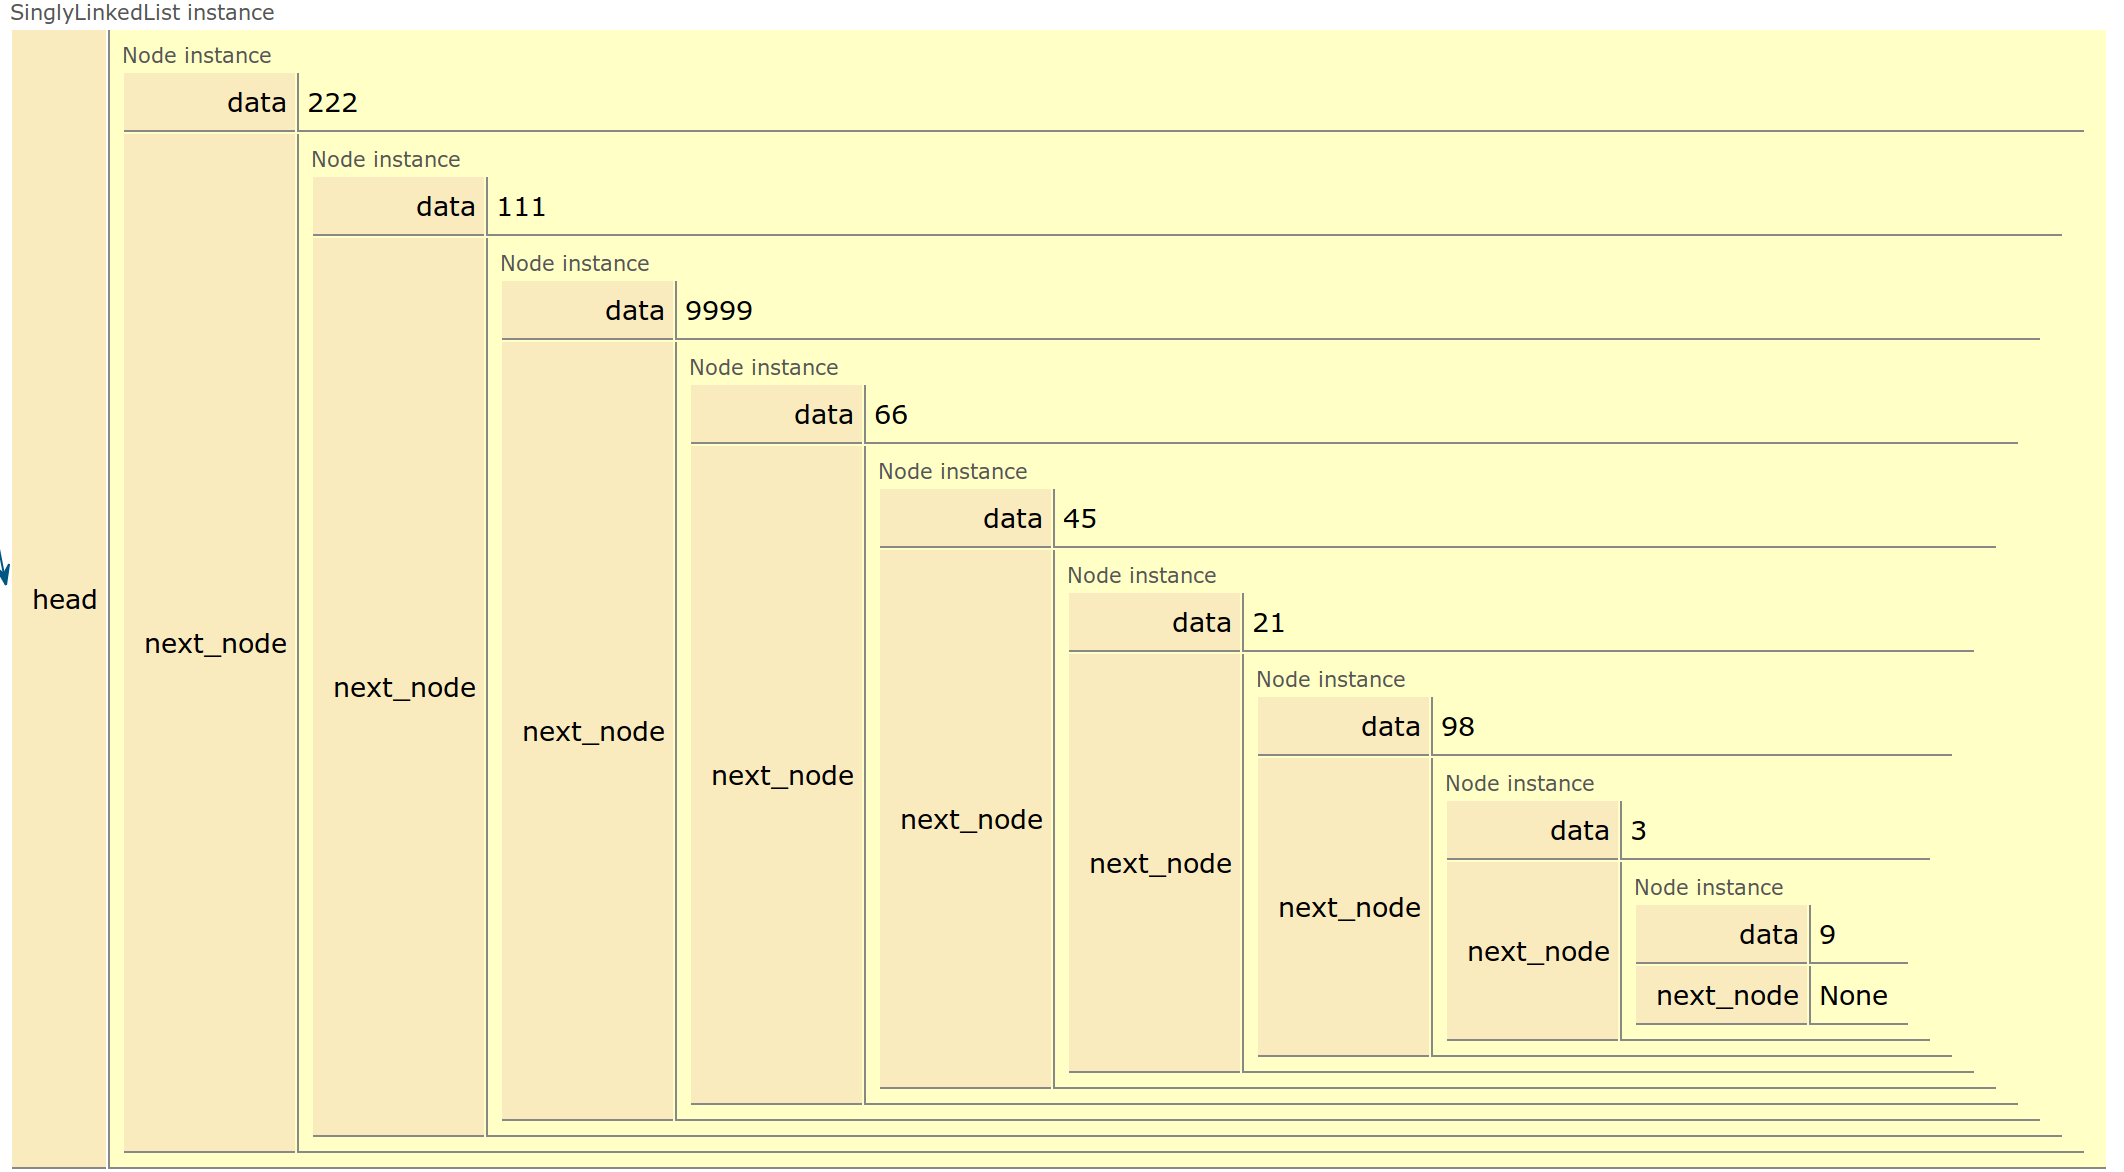 SinglyLinkedList instance
Node instance
data 222
Node instance
data 111
Node instance
data 9999
Node instance
data 66
Node instance
data 45
Node instance
data 21
head
next_node
Node instance
next_node
data 98
next_node
next_node
Node instance
next_node
data 3
next_node
Node instance
next_node
data 9
next_node
next_node None